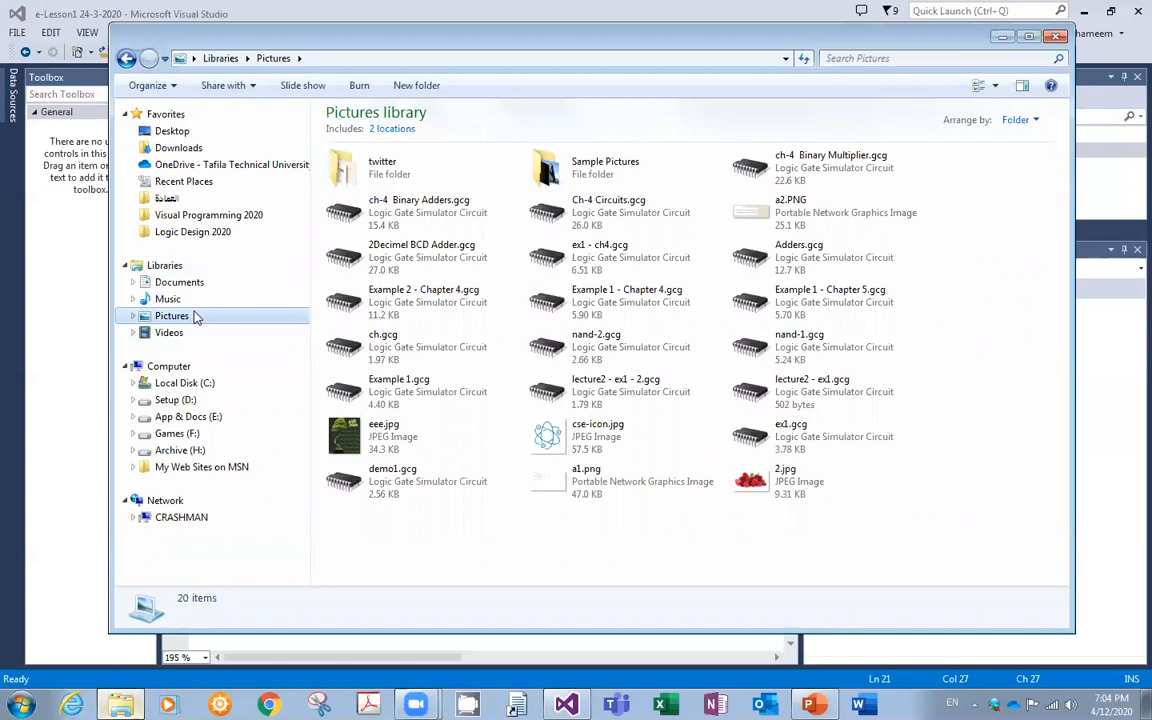 e-Lesson1 24-3-2020 - Microsoft Visual Studio
9
Quick Launch (Ctrl+Q)
FILE EDIT VIEW
hameem
Data Sources
Toolbox
Search Toolbox
General
There are no u
controls in this
Drag an item or
text to add it t
toolbox.
Libraries
Pictures
Search Pictures
Organize
Share with
Slide show
Burn
New folder
Favorites
Desktop
Downloads
OneDrive - Tafila Technical University
Recent Places
العمادة
Visual Programming 2020
Logic Design 2020
Libraries
Documents
Music
Pictures
Videos
Computer
Local Disk (C:)
Setup (D:)
App & Docs (E:)
Games (F:)
Archive (H:)
My Web Sites on MSN
Network
CRASHMAN
Pictures library
Includes: 2 locations
Arrange by: Folder
twitter
File folder
Sample Pictures
File folder
ch-4 Binary Multiplier.gcg
Logic Gate Simulator Circuit
22.6 KB
ch-4 Binary Adders.gcg
Logic Gate Simulator Circuit
15.4 KB
Ch-4 Circuits.gcg
Logic Gate Simulator Circuit
26.0 KB
a2.PNG
Portable Network Graphics Image
25.1 KB
2Decimel BCD Adder.gcg
Logic Gate Simulator Circuit
27.0 KB
ex1 - ch4.gcg
Logic Gate Simulator Circuit
6.51 KB
Adders.gcg
Logic Gate Simulator Circuit
12.7 KB
Example 2 - Chapter 4.gcg
Logic Gate Simulator Circuit
11.2 KB
Example 1 - Chapter 4.gcg
Logic Gate Simulator Circuit
5.90 KB
Example 1 - Chapter 5.gcg
Logic Gate Simulator Circuit
5.70 KB
ch.gcg
Logic Gate Simulator Circuit
1.97 KB
nand-2.gcg
Logic Gate Simulator Circuit
2.66 KB
nand-1.gcg
Logic Gate Simulator Circuit
5.24 KB
Example 1.gcg
Logic Gate Simulator Circuit
4.40 KB
lecture2 - ex1 - 2.gcg
Logic Gate Simulator Circuit
1.79 KB
lecture2 - ex1.gcg
Logic Gate Simulator Circuit
502 bytes
eee.jpg
JPEG Image
34.3 KB
cse-icon.jpg
JPEG Image
57.5 KB
ex1.gcg
Logic Gate Simulator Circuit
3.78 KB
demo1.gcg
Logic Gate Simulator Circuit
2.56 KB
a1.png
Portable Network Graphics Image
47.0 KB
2.jpg
JPEG Image
9.31 KB
20 items
195 %
Ready
Ln 21
Col 27
Ch 27
INS
EN
7:04 PM
4/12/2020